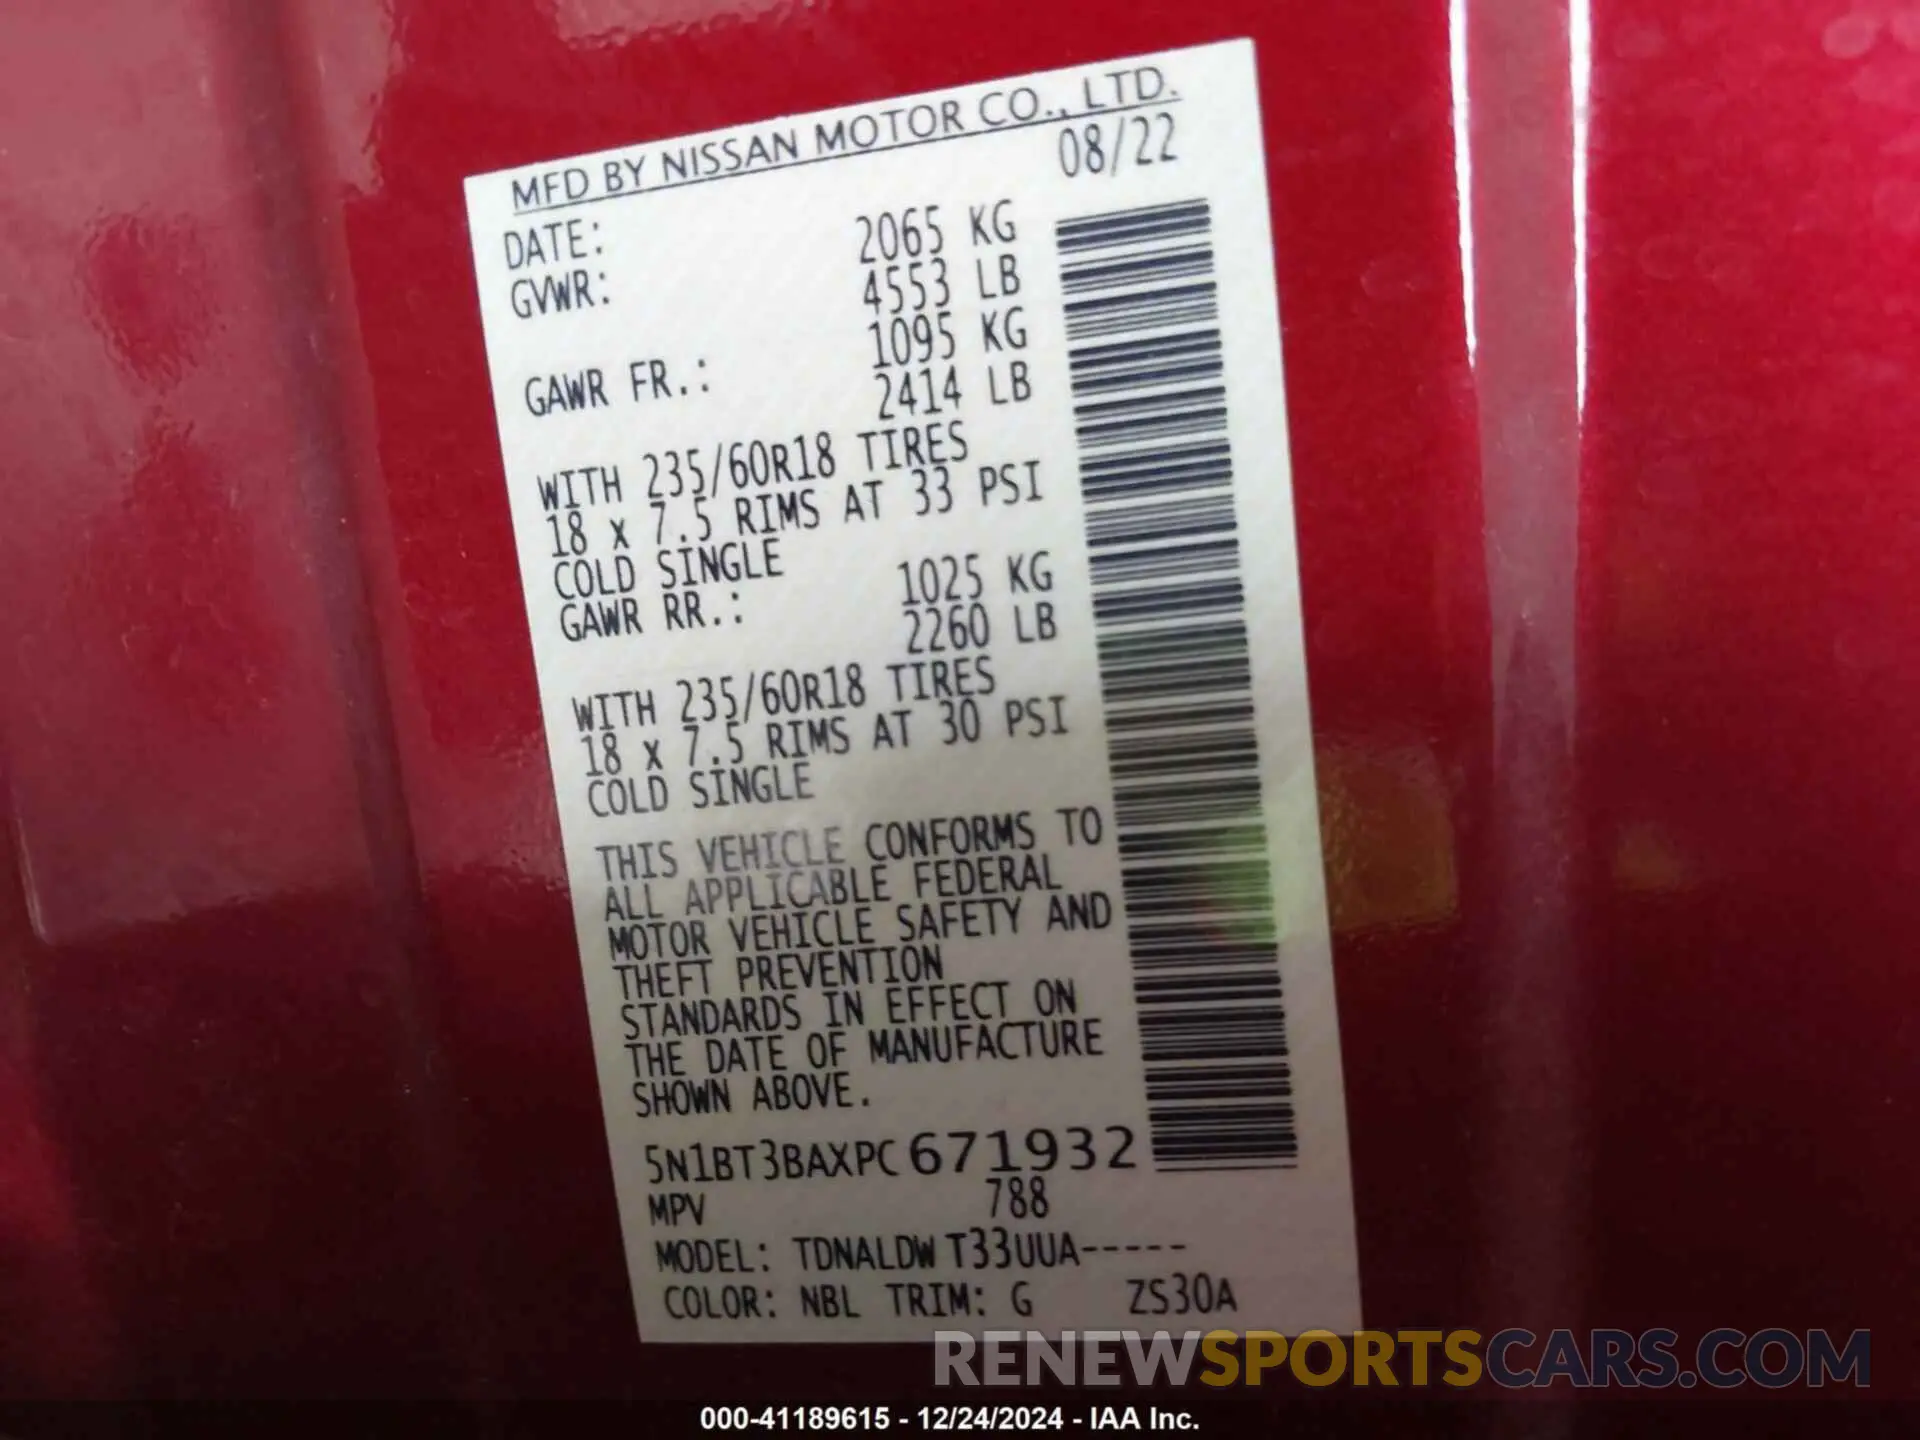 MFD BY NISSAN MOTOR CO., LTD.
DATE: 08/22
GVWR: 2065 KG
4553 LB
GAWR FR.: 1095 KG
2414 LB
WITH 235/60R18 TIRES
18 x 7.5 RIMS AT 33 PSI
COLD SINGLE
GAWR RR.: 1025 KG
2260 LB
WITH 235/60R18 TIRES
18 x 7.5 RIMS AT 30 PSI
COLD SINGLE
THIS VEHICLE CONFORMS TO
ALL APPLICABLE FEDERAL
MOTOR VEHICLE SAFETY AND
THEFT PREVENTION
STANDARDS IN EFFECT ON
THE DATE OF MANUFACTURE
SHOWN ABOVE.
5N1BT3BAXPC671932
MPV 788
MODEL: TDNALDW T33UUA-----
COLOR: NBL TRIM: G ZS30A
RENEWSPORTSCARS.COM
000-41189615 - 12/24/2024 - IAA Inc.